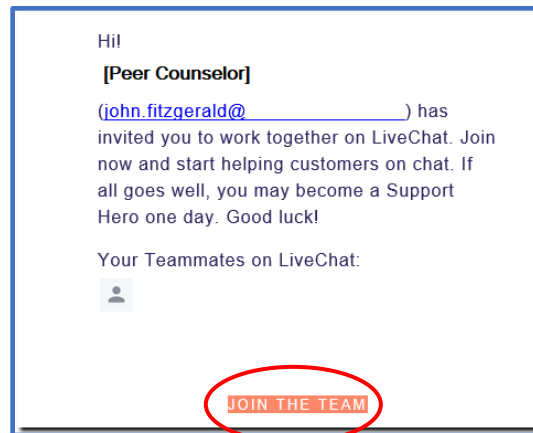 Hi!
[Peer Counselor]
(john.fitzgerald@ ) has
invited you to work together on LiveChat. Join
now and start helping customers on chat. If
all goes well, you may become a Support
Hero one day. Good luck!
Your Teammates on LiveChat:
JOIN THE TEAM